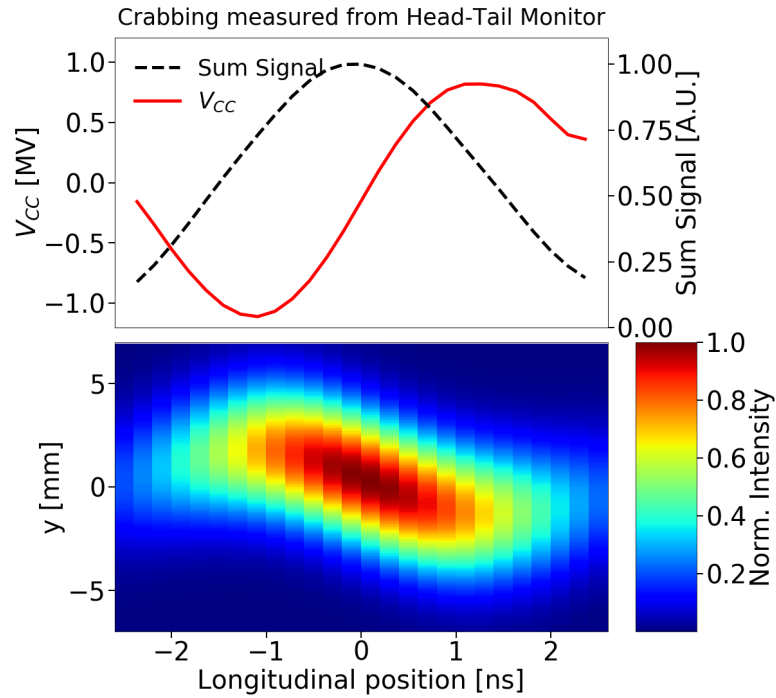 Crabbing measured from Head-Tail Monitor
Sum Signal
V_CC
1.0
0.5
0.0
−0.5
−1.0
V_CC [MV]
1.00
0.75
0.50
0.25
0.00
Sum Signal [A.U.]
5
0
−5
y [mm]
−2
−1
0
1
2
Longitudinal position [ns]
1.0
0.8
0.6
0.4
0.2
Norm. Intensity